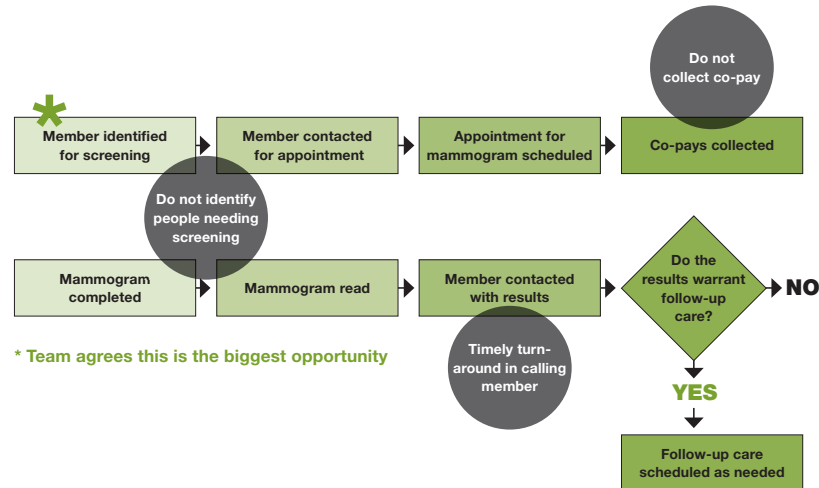 Do not
collect co-pay
*
Member identified
for screening
Member contacted
for appointment
Appointment for
mammogram scheduled
Co-pays collected
Do not identify
people needing
screening
Mammogram
completed
Mammogram read
Member contacted
with results
Do the
results warrant
follow-up
care?
NO
Timely turn-
around in calling
member
* Team agrees this is the biggest opportunity
YES
Follow-up care
scheduled as needed